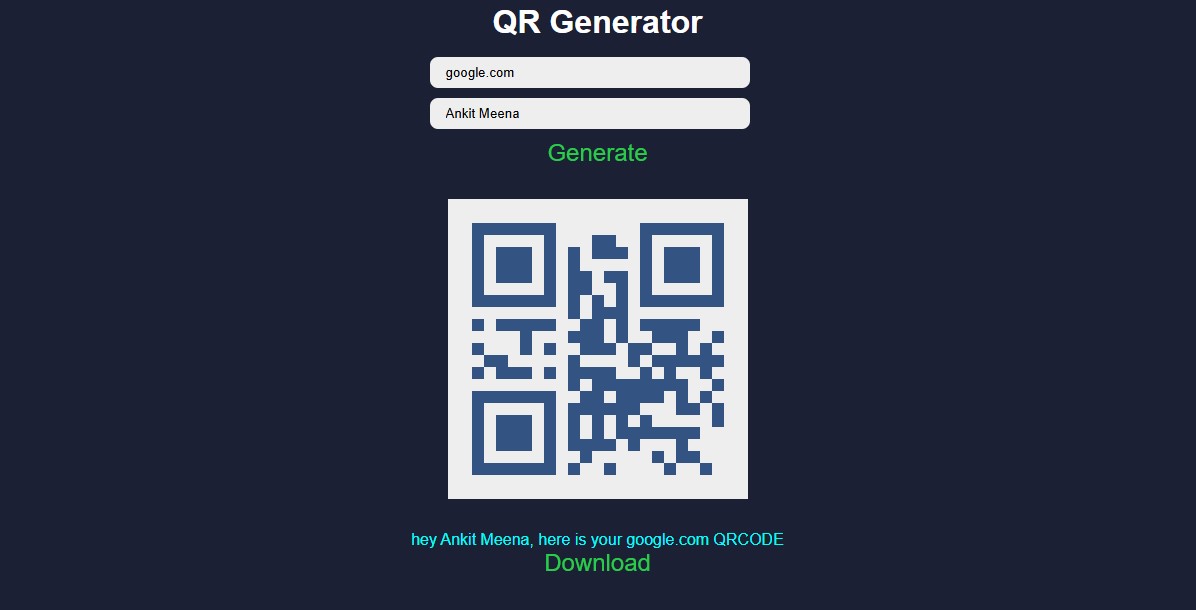 QR Generator
google.com
Ankit Meena
Generate
hey Ankit Meena, here is your google.com QRCODE
Download